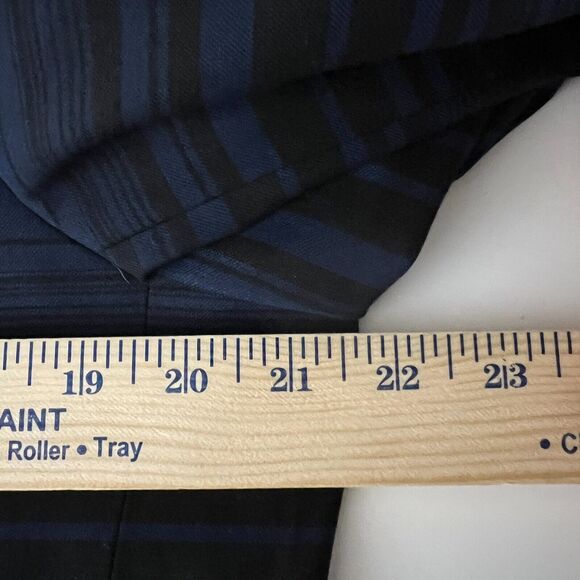 19 20 21 22 23
AINT
Roller • Tray
• C